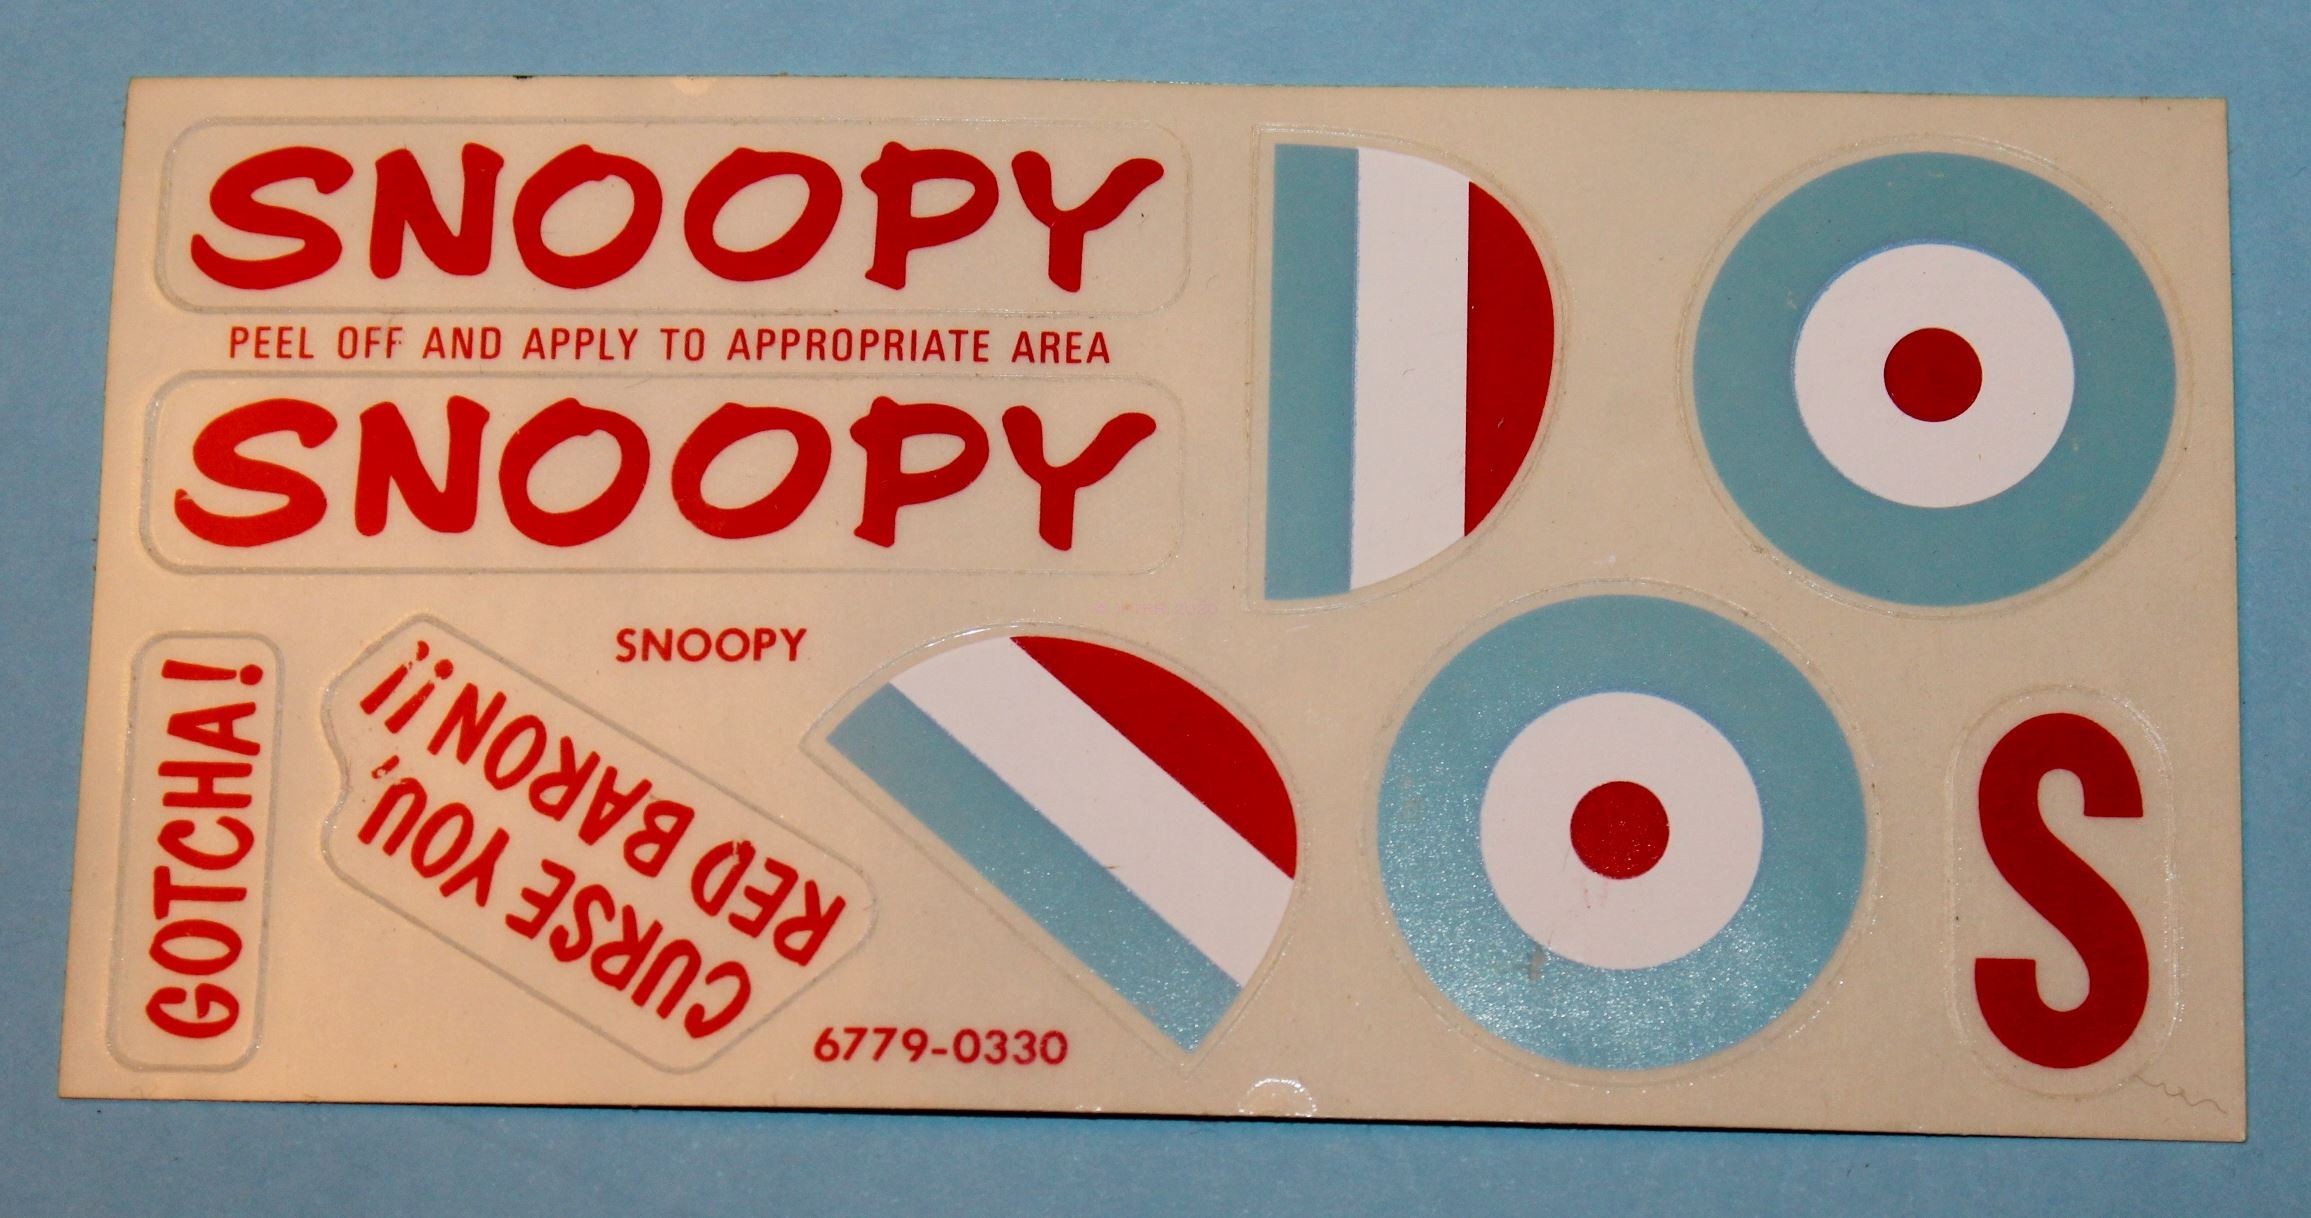 SNOOPY
PEEL OFF AND APPLY TO APPROPRIATE AREA
SNOOPY
SNOOPY
GOTCHA!
CURSE YOU,
RED BARON!!
6779-0330
S